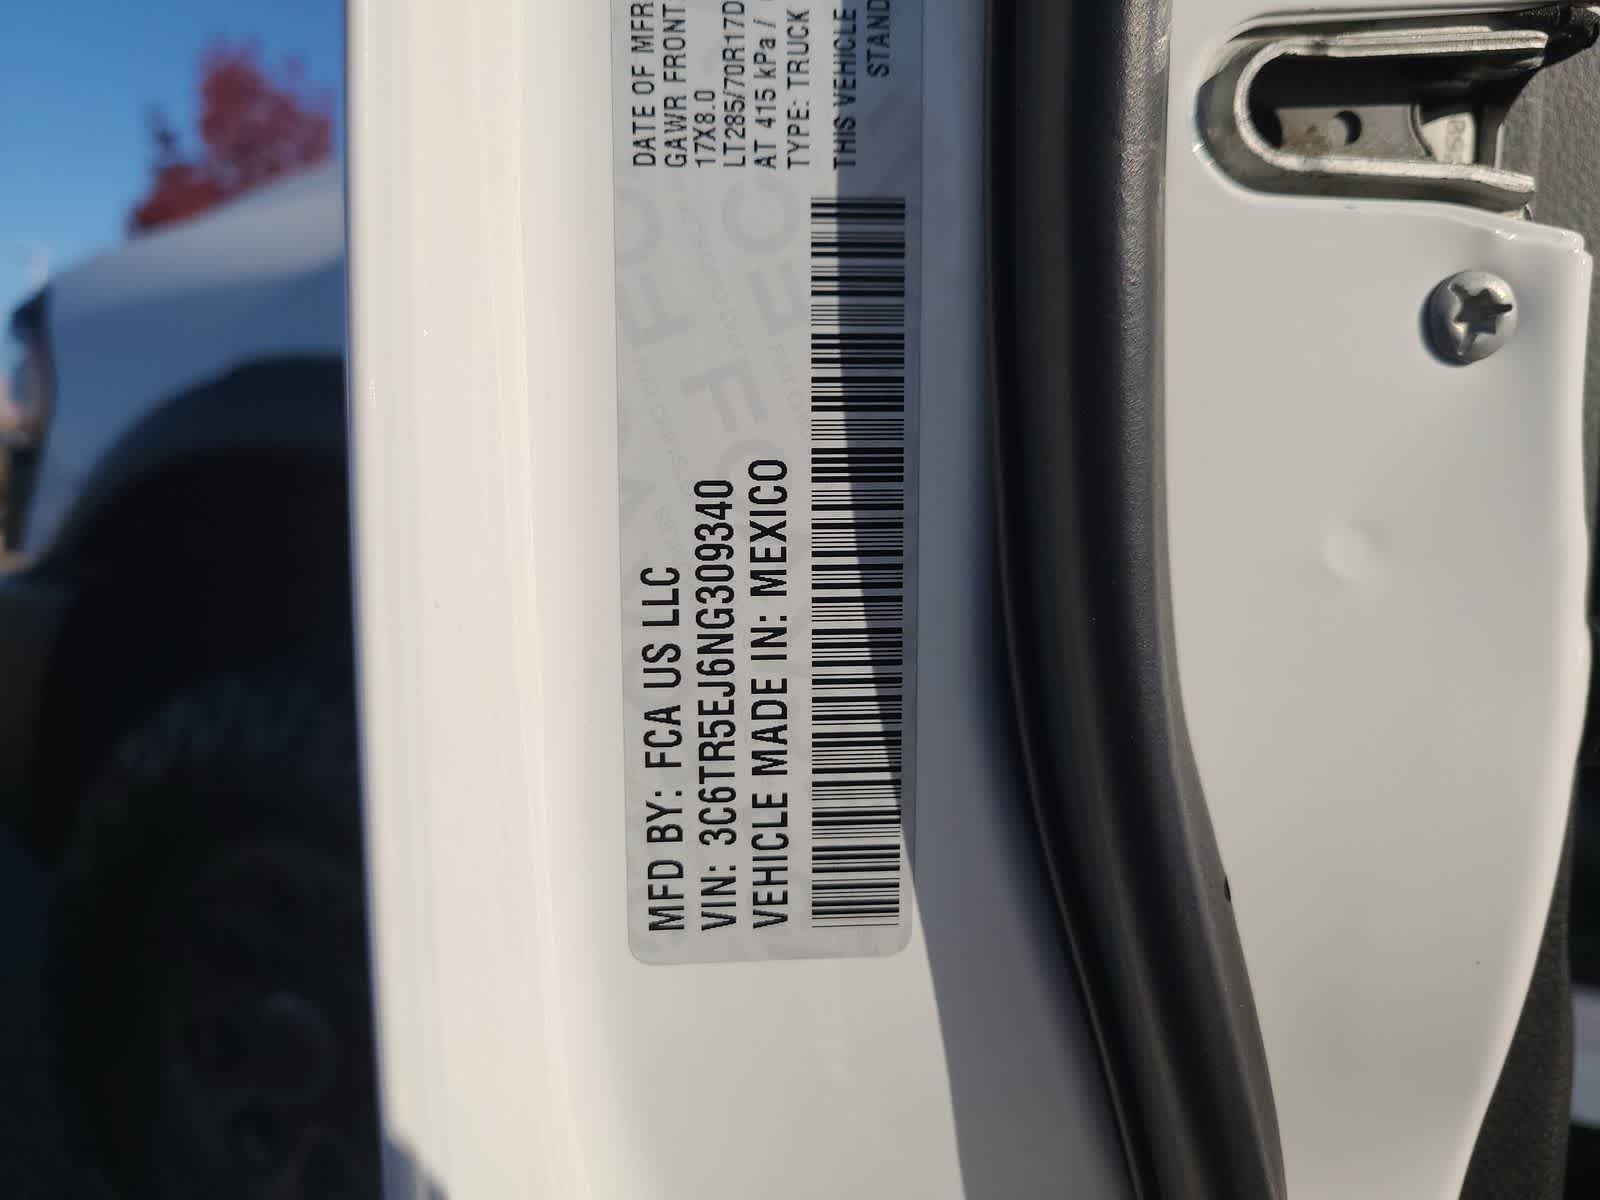 MFD BY: FCA US LLC
VIN: 3C6TR5EJ6NG309340
VEHICLE MADE IN: MEXICO
DATE OF MFR
GAWR FRONT
17X8.0
LT285/70R17D
AT 415 kPa /
TYPE: TRUCK
THIS VEHICLE
STAND